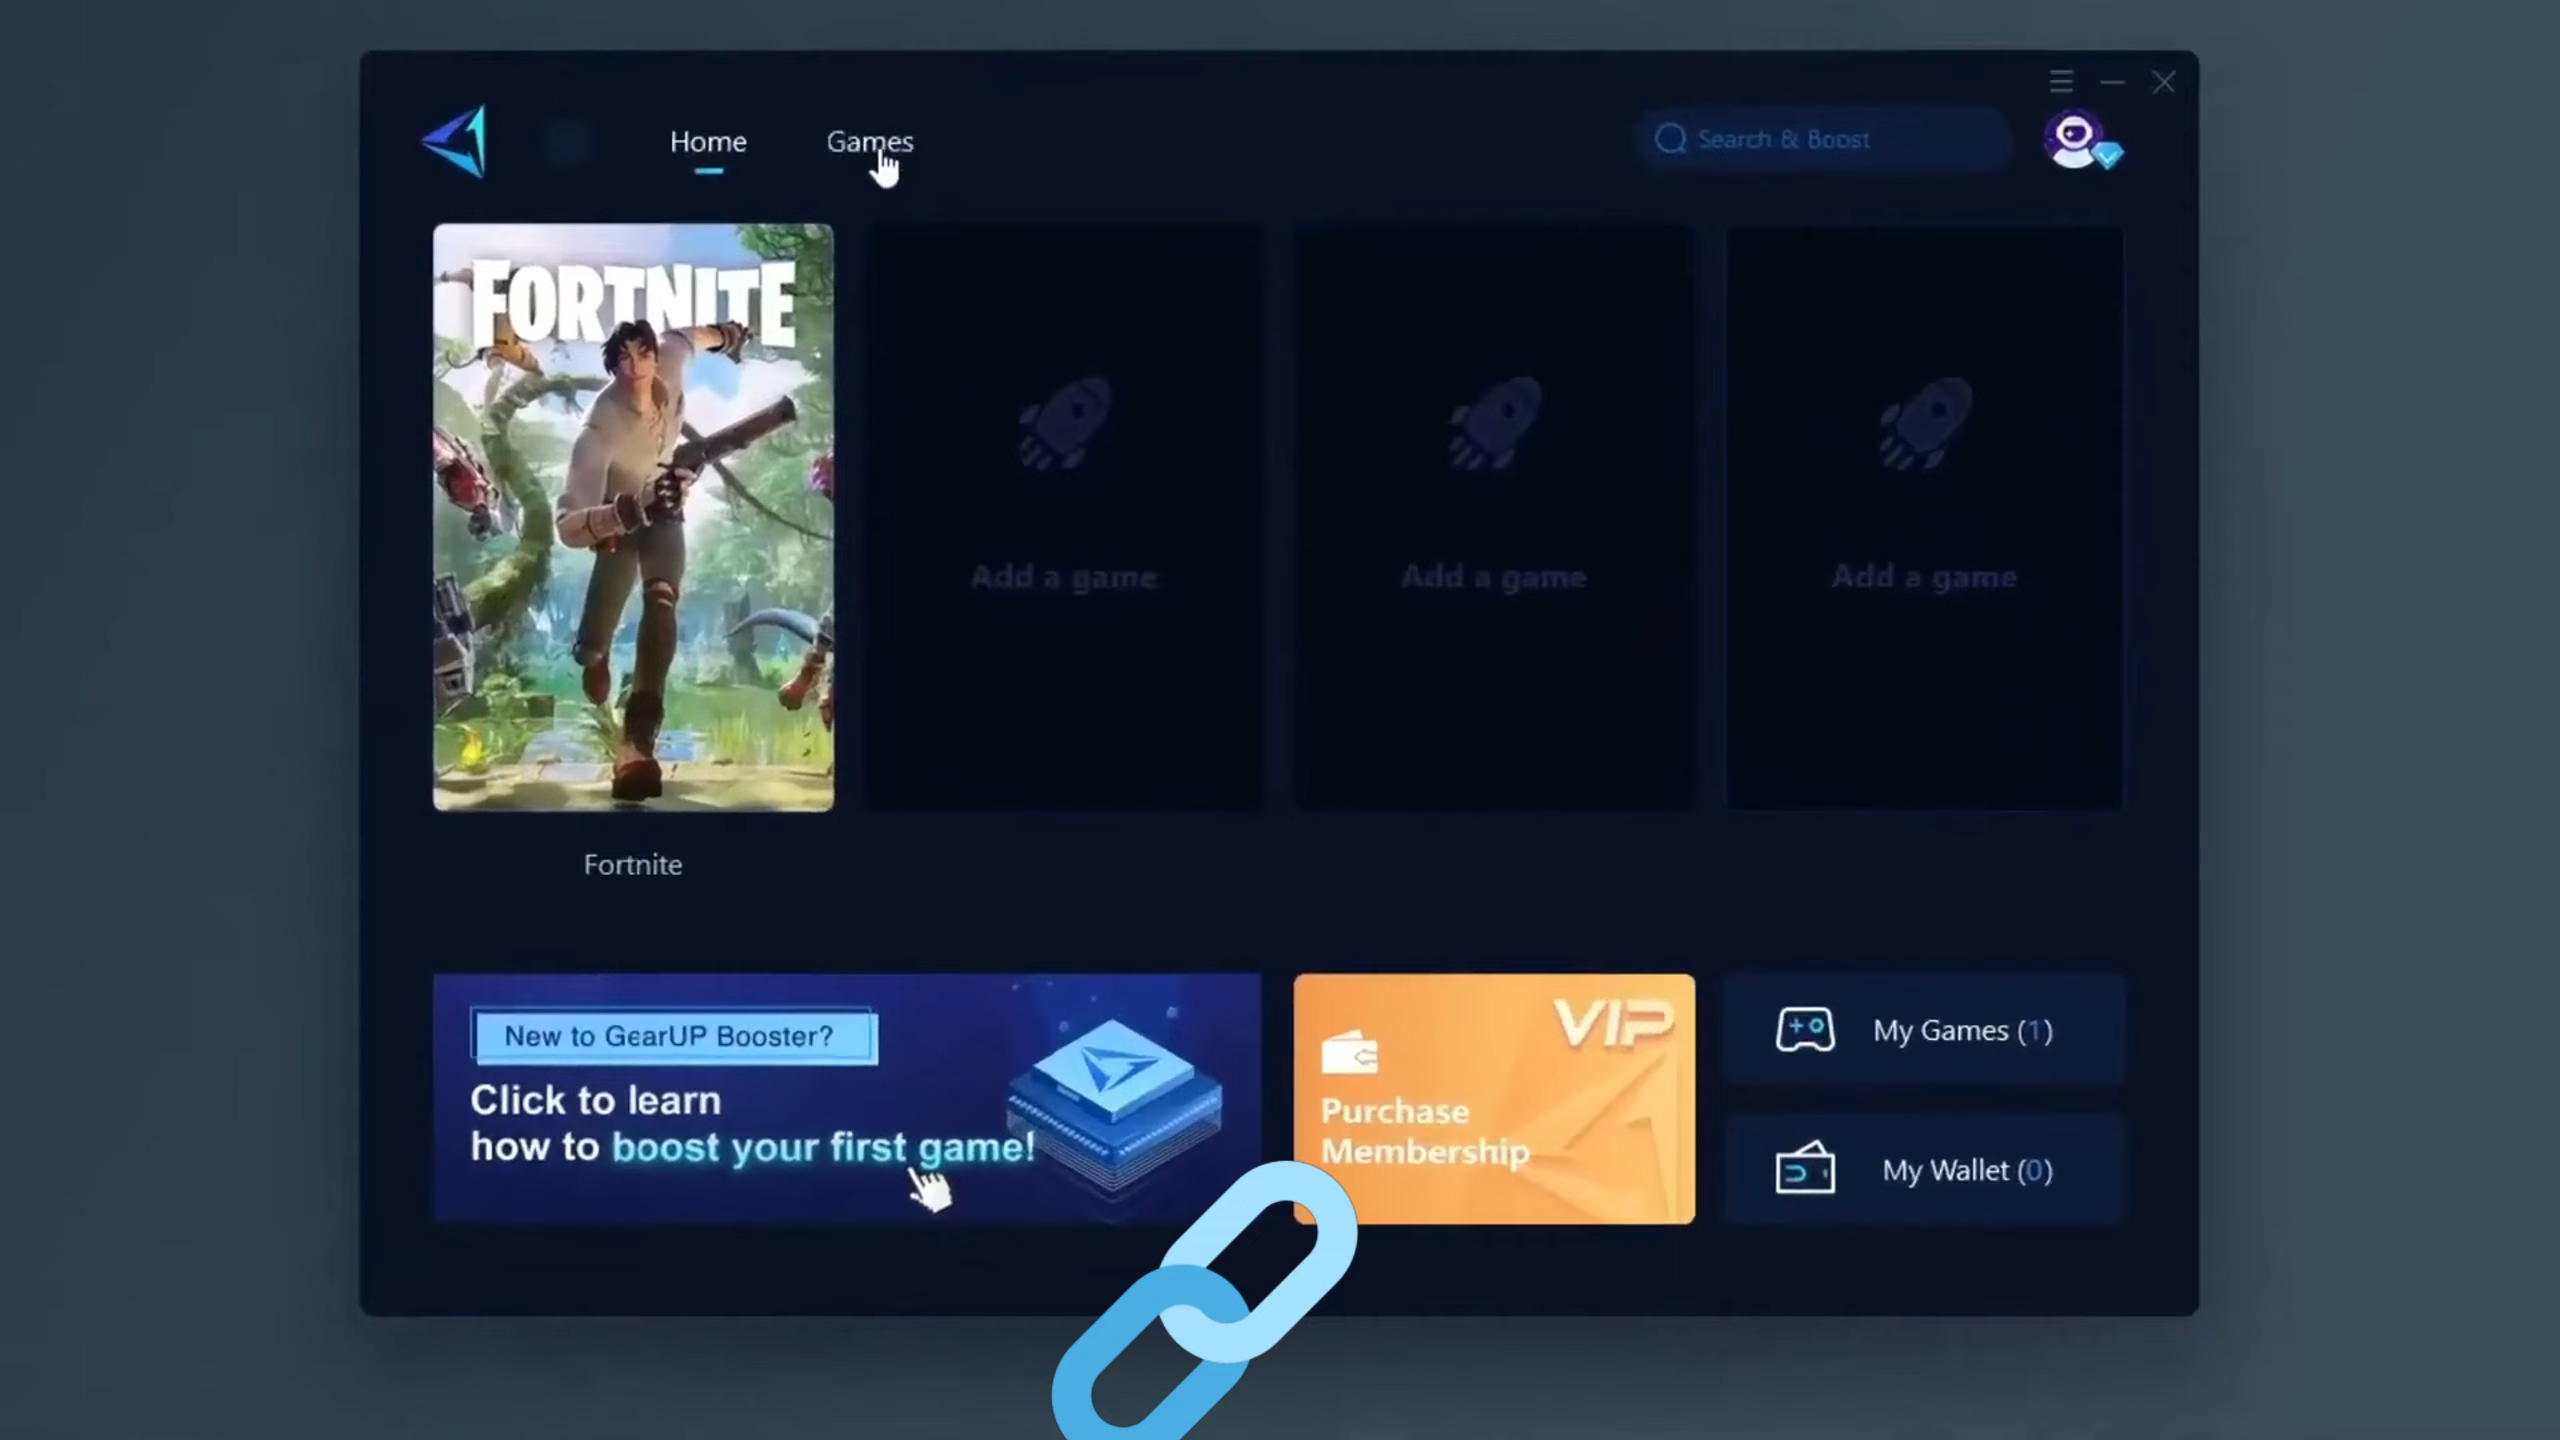 Home
Games
Search & Boost
FORTNITE
Add a game
Add a game
Add a game
Fortnite
New to GearUP Booster?
Click to learn
how to boost your first game!
VIP
Purchase
Membership
My Games (1)
My Wallet (0)